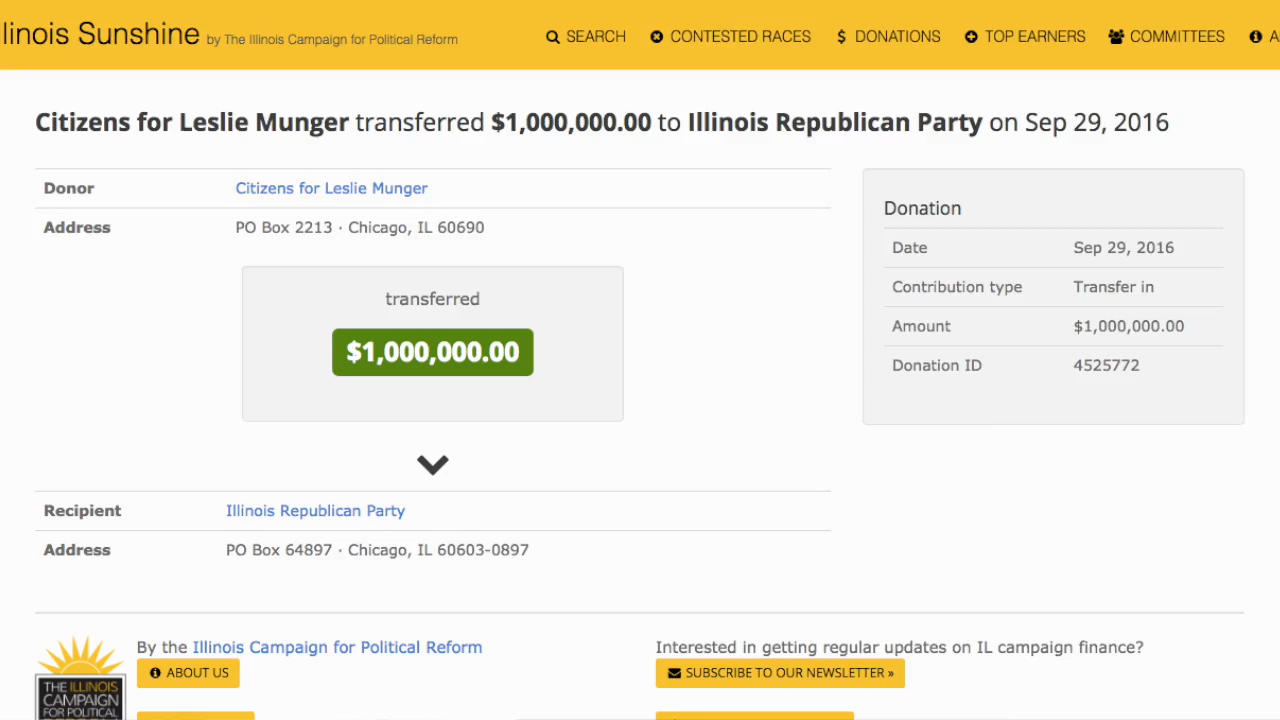 llinois Sunshine by The Illinois Campaign for Political Reform
SEARCH CONTESTED RACES $ DONATIONS TOP EARNERS COMMITTEES A
Citizens for Leslie Munger transferred $1,000,000.00 to Illinois Republican Party on Sep 29, 2016
Donor Citizens for Leslie Munger
Address PO Box 2213 · Chicago, IL 60690
transferred
$1,000,000.00
Recipient Illinois Republican Party
Address PO Box 64897 · Chicago, IL 60603-0897
Donation
Date Sep 29, 2016
Contribution type Transfer in
Amount $1,000,000.00
Donation ID 4525772
THE ILLINOIS
CAMPAIGN
FOR POLITICAL
By the Illinois Campaign for Political Reform
ABOUT US
Interested in getting regular updates on IL campaign finance?
SUBSCRIBE TO OUR NEWSLETTER »